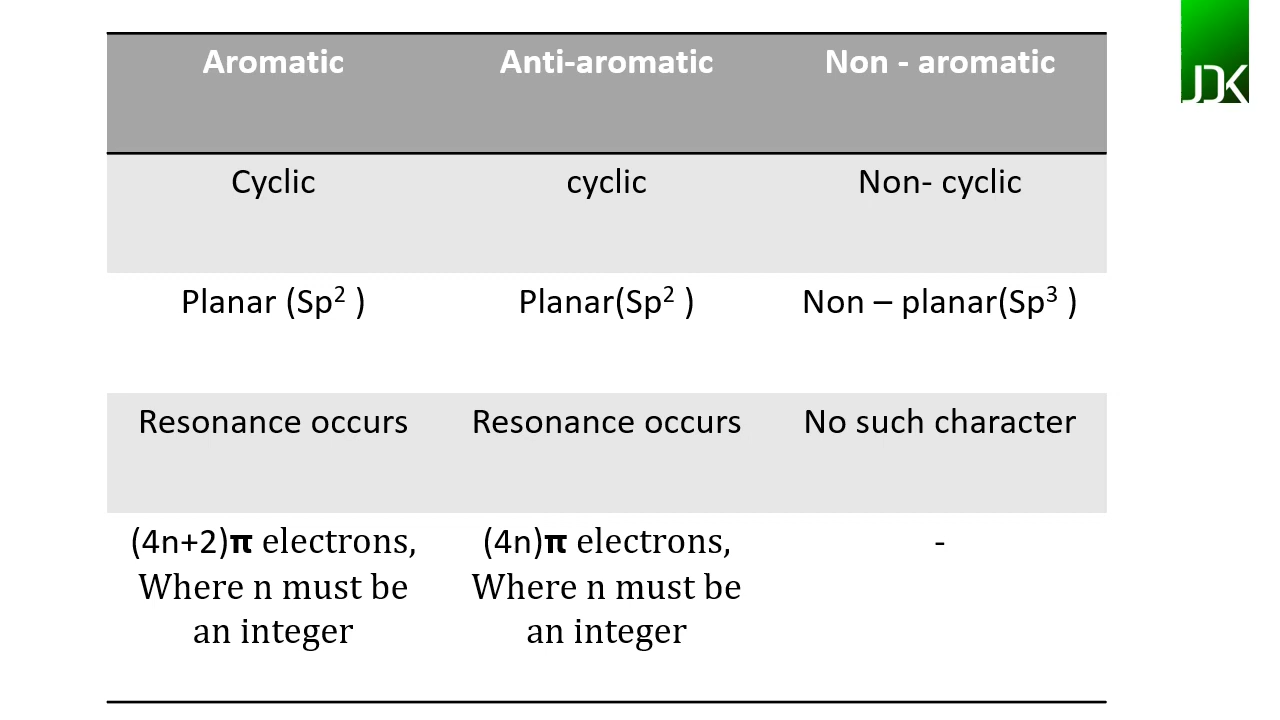 JDK
Aromatic Anti-aromatic Non - aromatic
Cyclic cyclic Non- cyclic
Planar (Sp² ) Planar(Sp² ) Non – planar(Sp³ )
Resonance occurs Resonance occurs No such character
(4n+2)π electrons, (4n)π electrons, -
Where n must be Where n must be
an integer an integer